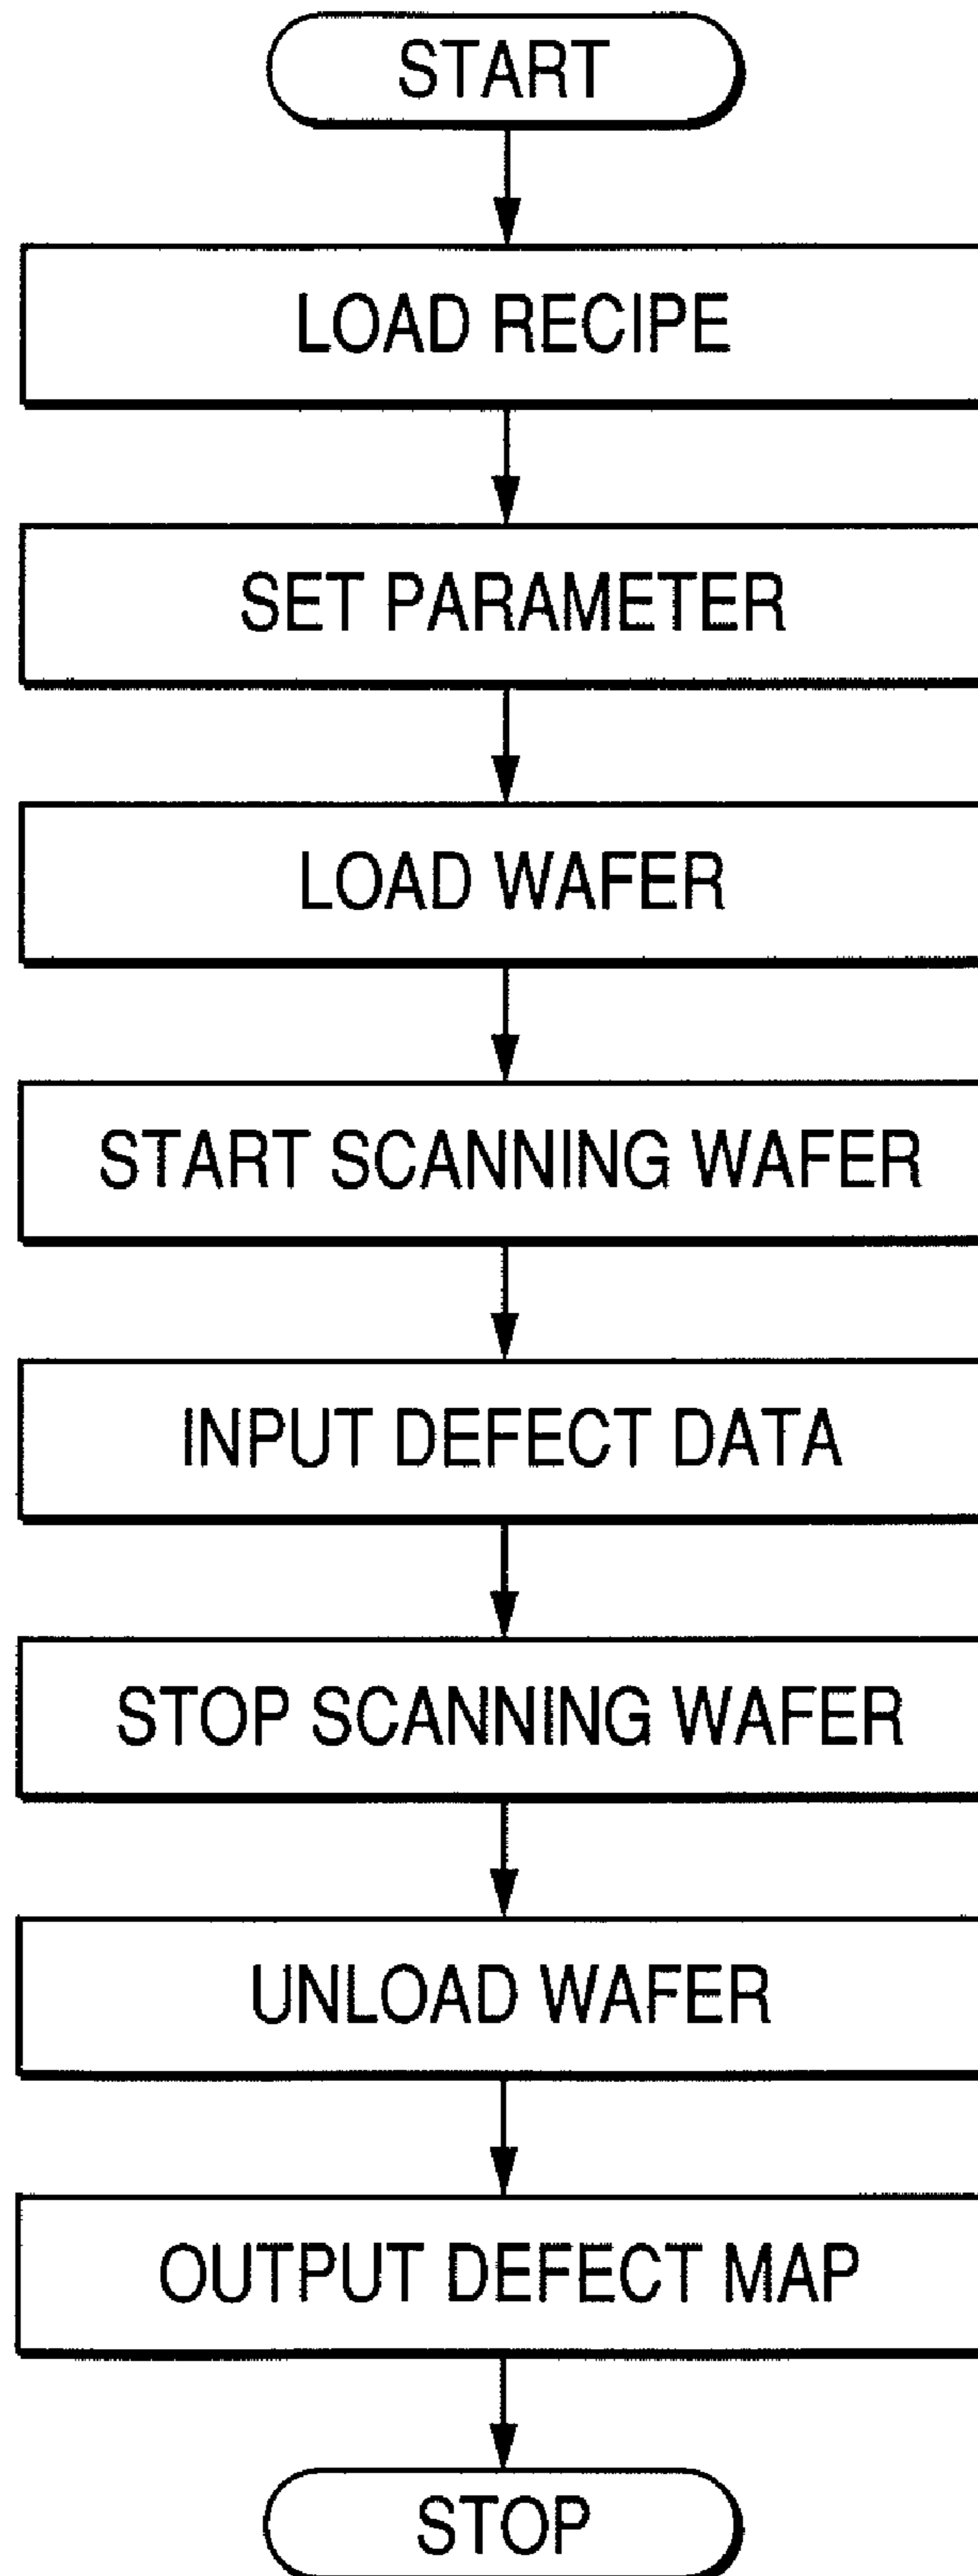 START
LOAD RECIPE
SET PARAMETER
LOAD WAFER
START SCANNING WAFER
INPUT DEFECT DATA
STOP SCANNING WAFER
UNLOAD WAFER
OUTPUT DEFECT MAP
STOP